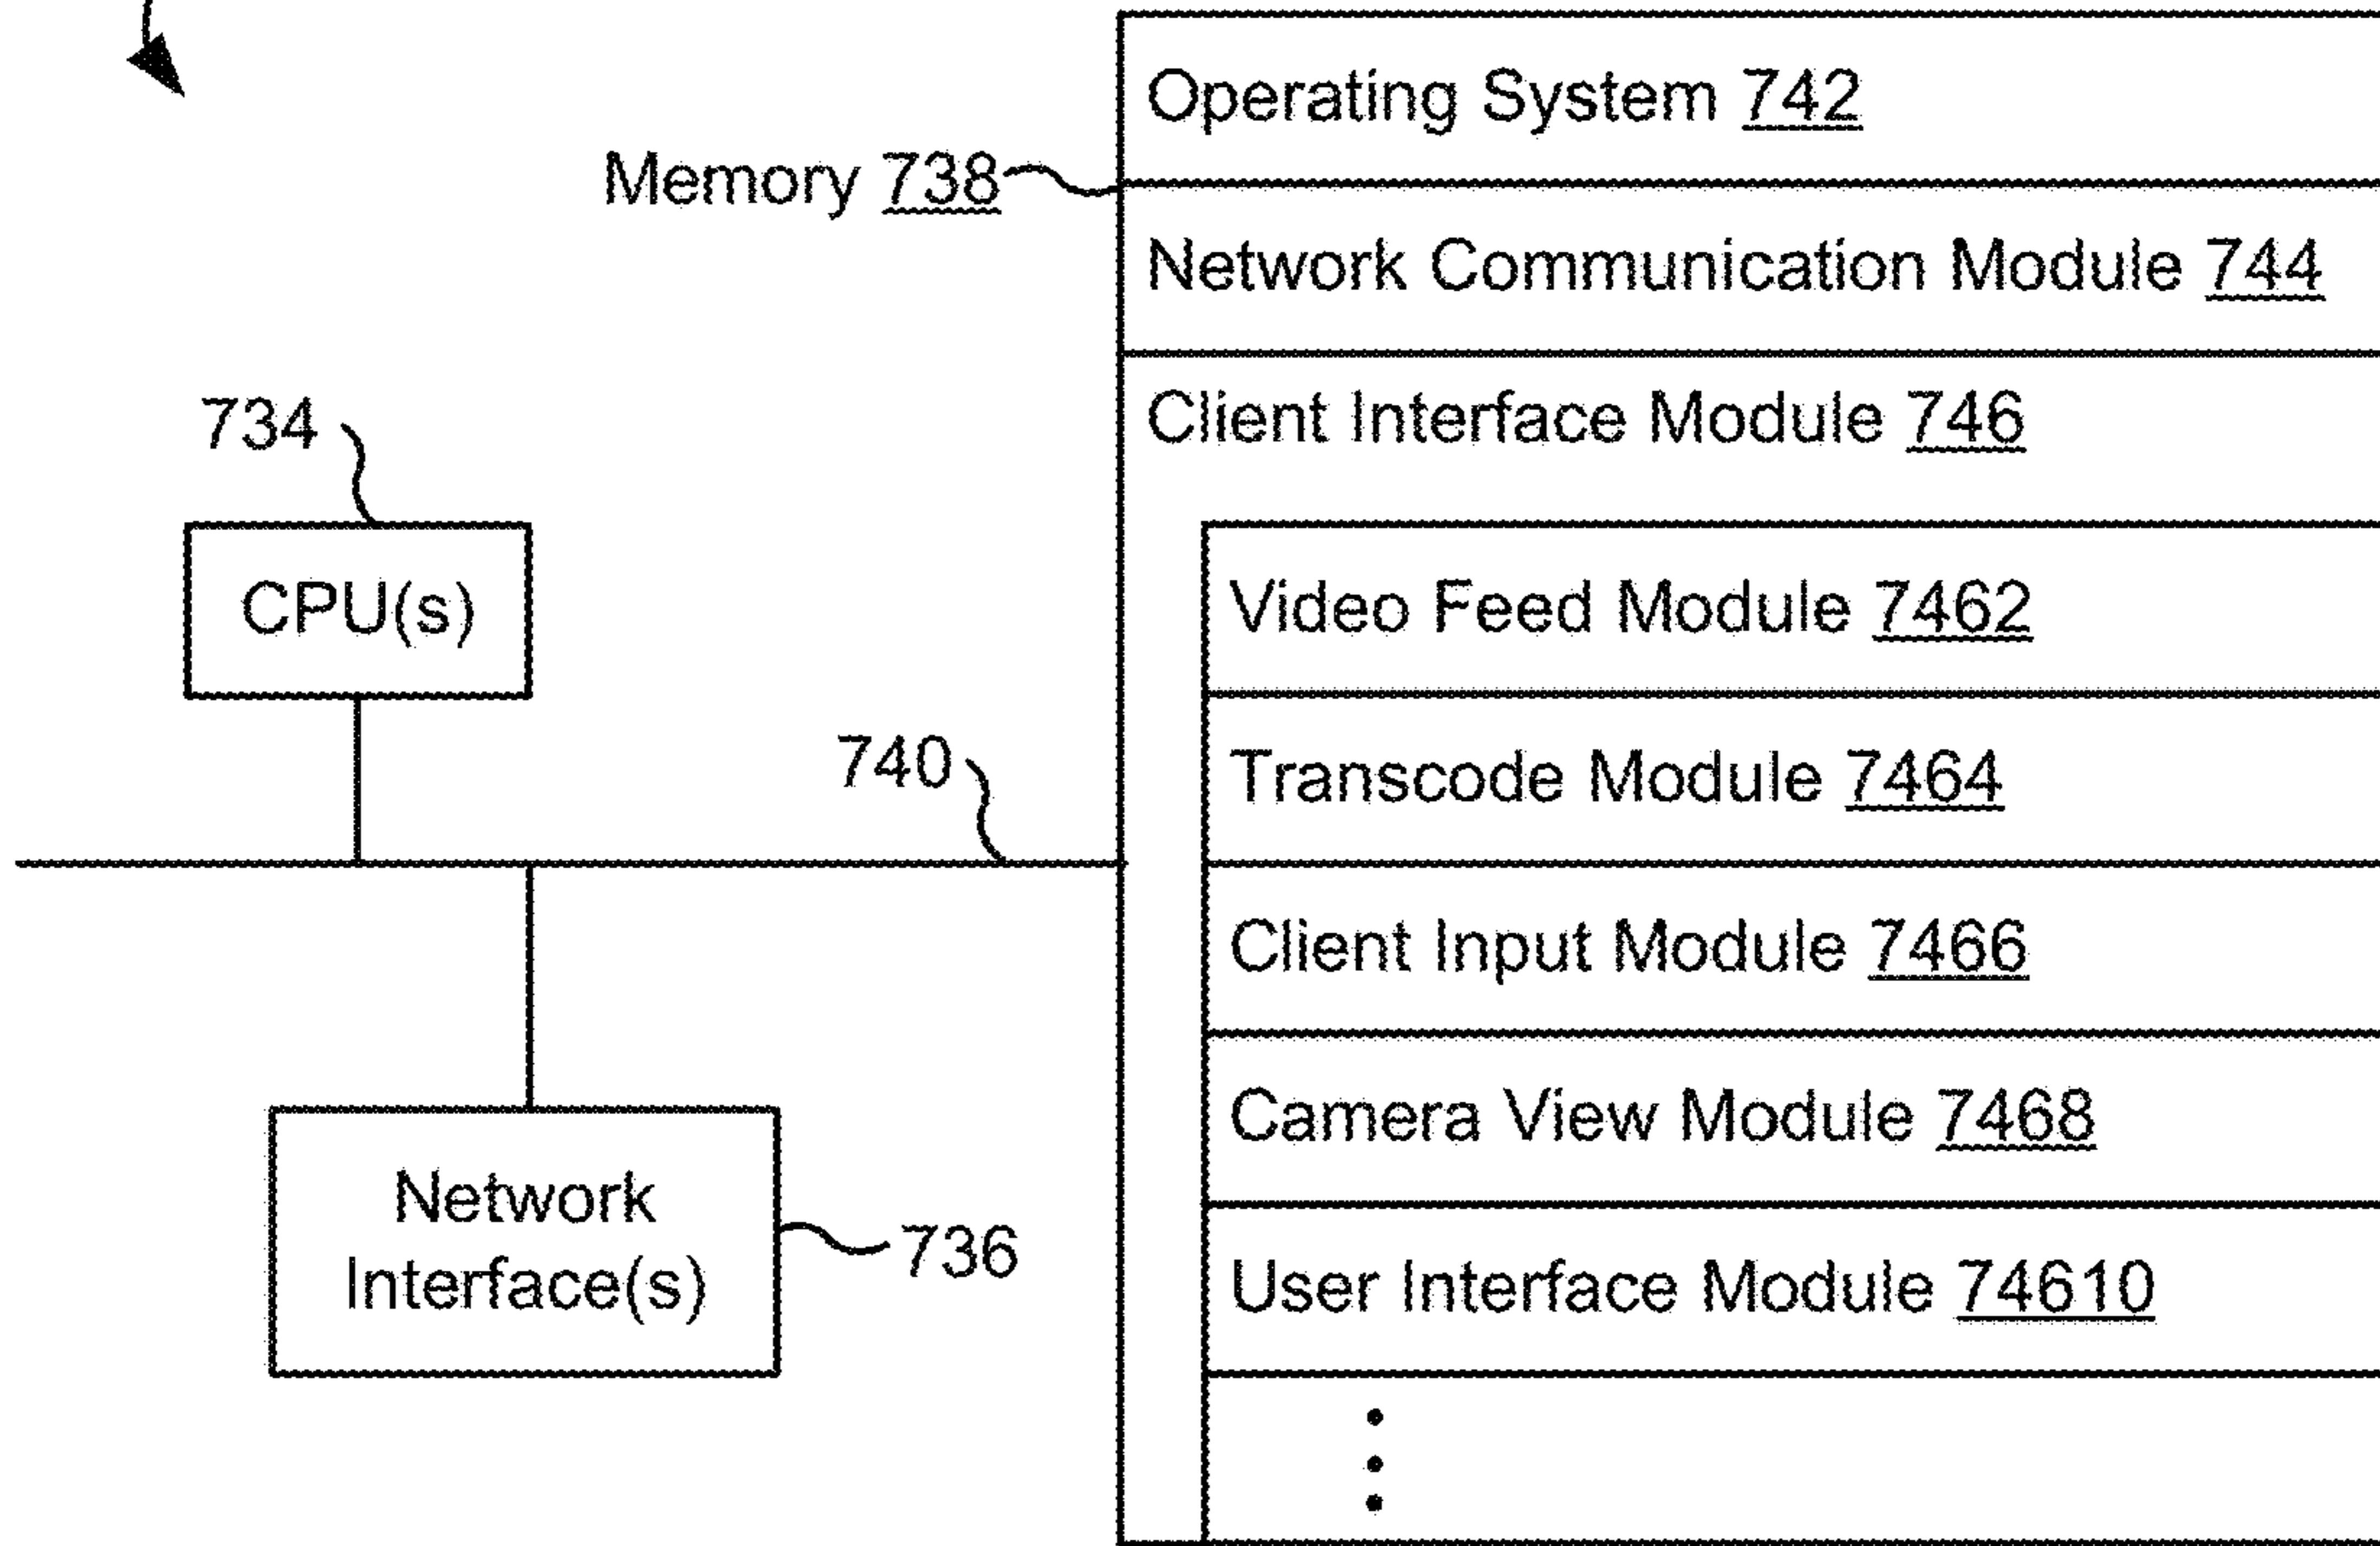 Operating System 742
Memory 738
Network Communication Module 744
Client Interface Module 746
734
CPU(s)
Video Feed Module 7462
740
Transcode Module 7464
Client Input Module 7466
Camera View Module 7468
Network
Interface(s)
736
User Interface Module 74610